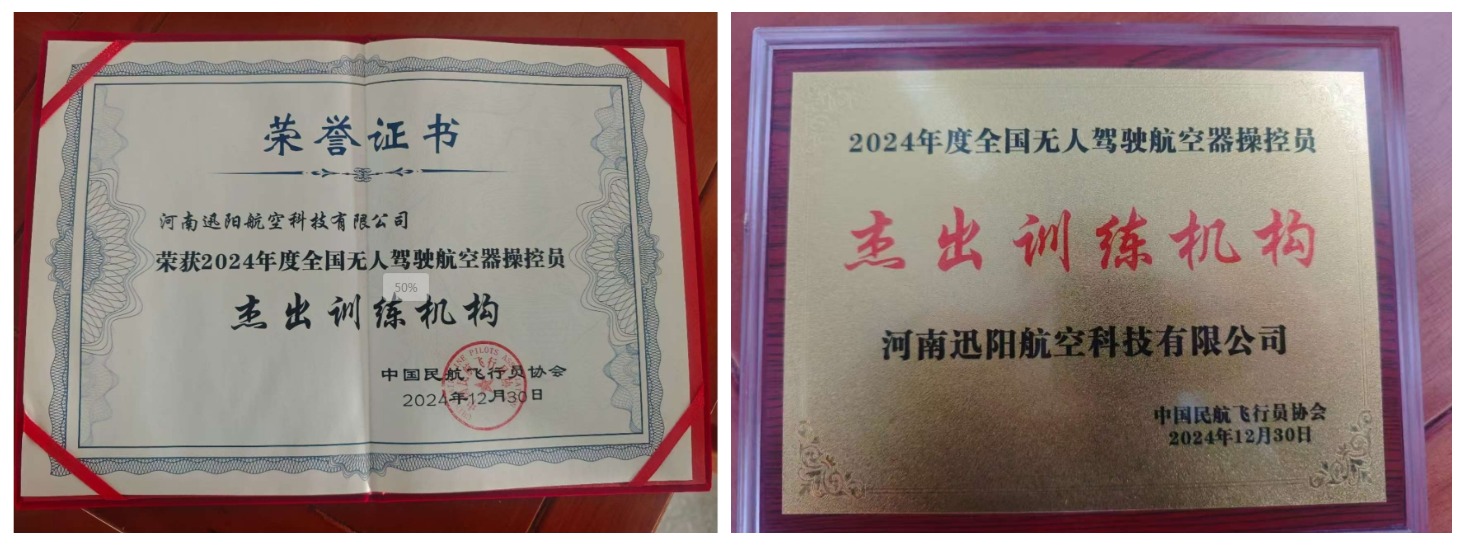 荣誉证书
河南迅阳航空科技有限公司
荣获2024年度全国无人驾驶航空器操控员
50%
杰出训练机构
中国民航飞行员协会
2024年12月30日
2024年度全国无人驾驶航空器操控员
杰出训练机构
河南迅阳航空科技有限公司
中国民航飞行员协会
2024年12月30日